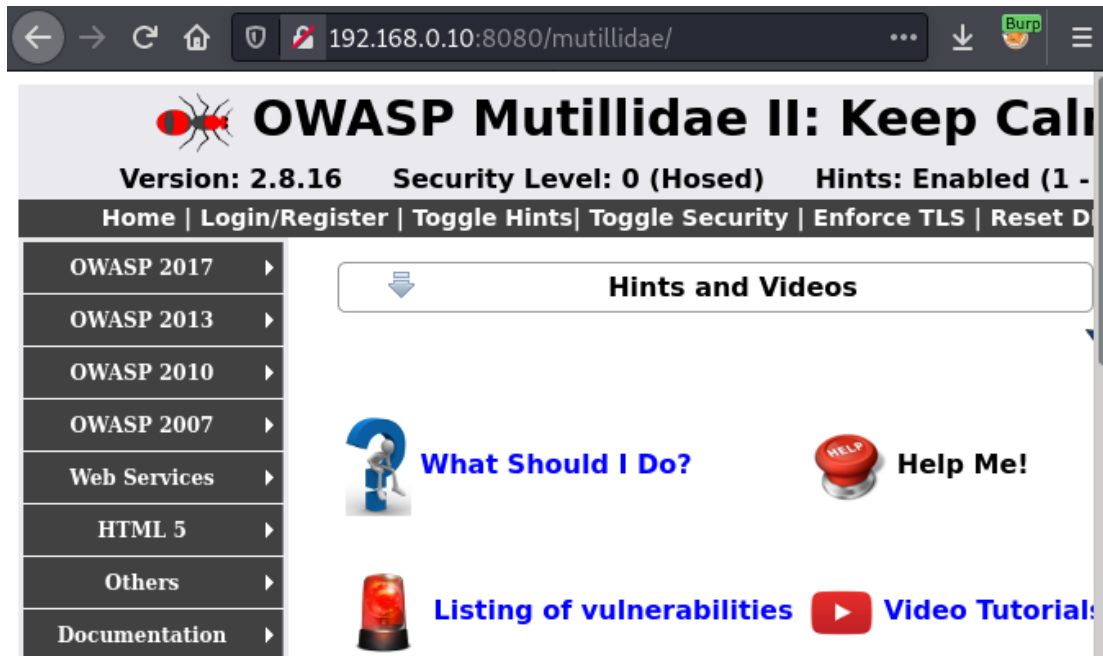 192.168.0.10:8080/mutillidae/
Burp
OWASP Mutillidae II: Keep Cal
Version: 2.8.16 Security Level: 0 (Hosed) Hints: Enabled (1 -
Home | Login/Register | Toggle Hints| Toggle Security | Enforce TLS | Reset D
OWASP 2017
OWASP 2013
OWASP 2010
OWASP 2007
Web Services
HTML 5
Others
Documentation
Hints and Videos
What Should I Do?
HELP
Help Me!
Listing of vulnerabilities
Video Tutorials